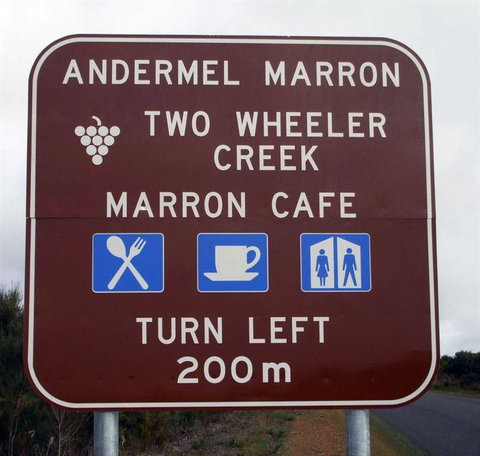 ANDERMEL MARRON
TWO WHEELER
CREEK
MARRON CAFE
TURN LEFT
200m